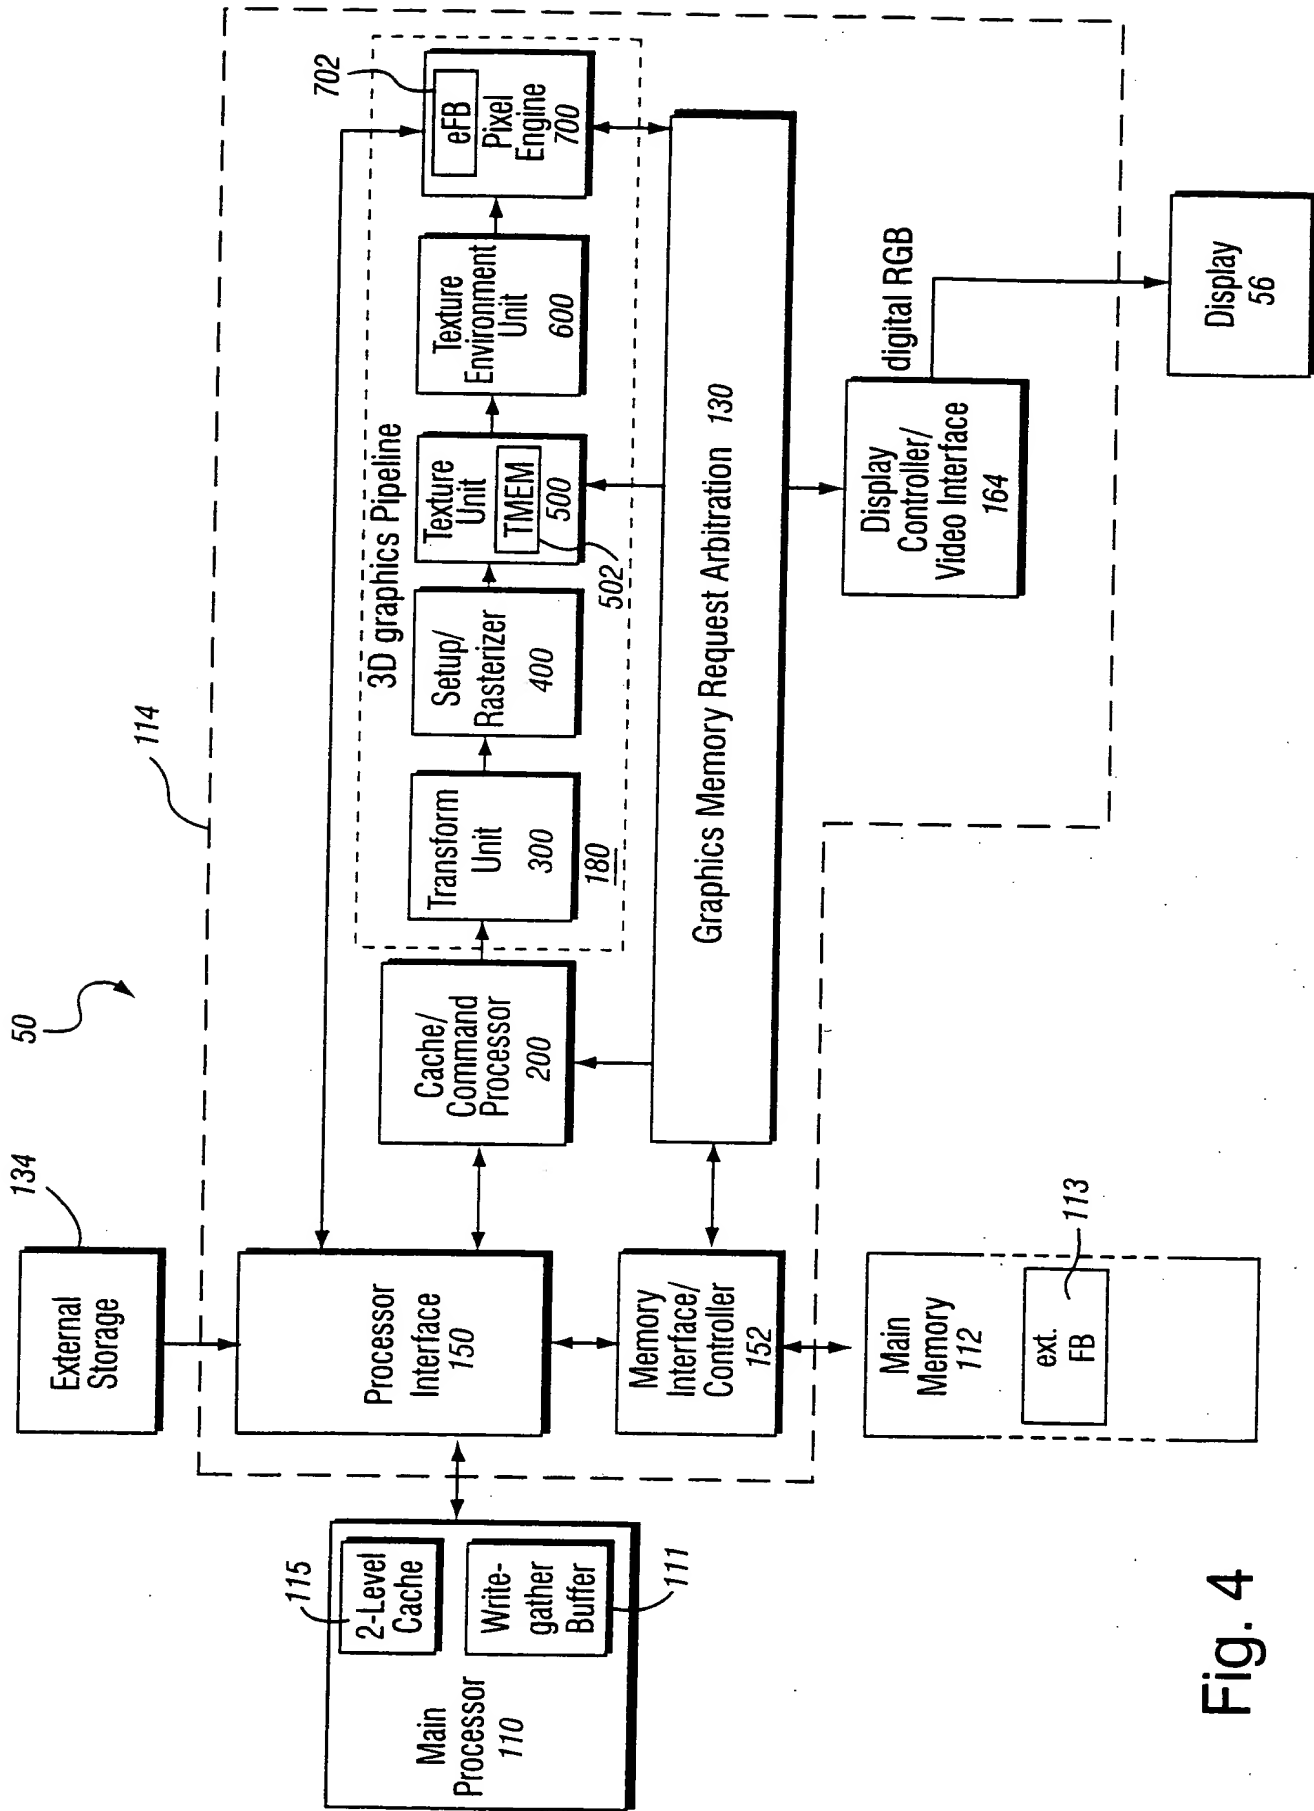 50
114
134
External
Storage
115
2-Level
Cache
Write-
gather
Buffer
111
Main
Processor
110
Processor
Interface
150
Cache/
Command
Processor
200
3D graphics Pipeline
Transform
Unit
300
180
Setup/
Rasterizer
400
Texture
Unit
TMEM
500
502
Texture
Environment
Unit
600
702
eFB
Pixel
Engine
700
Memory
Interface/
Controller
152
Graphics Memory Request Arbitration 130
Main
Memory
112
ext.
FB
113
Display
Controller/
Video Interface
164
digital RGB
Display
56
Fig. 4